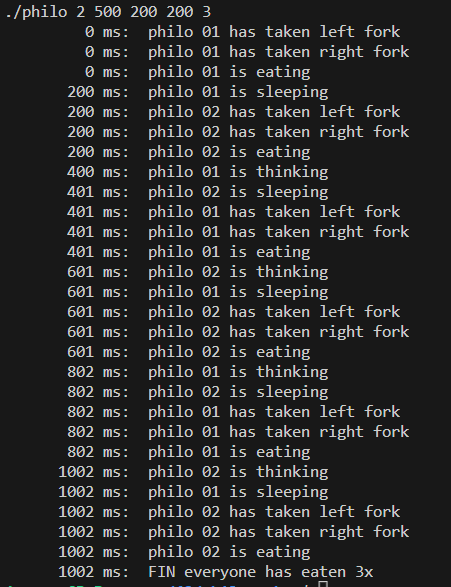 ./philo 2 500 200 200 3
0 ms: philo 01 has taken left fork
0 ms: philo 01 has taken right fork
0 ms: philo 01 is eating
200 ms: philo 01 is sleeping
200 ms: philo 02 has taken left fork
200 ms: philo 02 has taken right fork
200 ms: philo 02 is eating
400 ms: philo 01 is thinking
401 ms: philo 02 is sleeping
401 ms: philo 01 has taken left fork
401 ms: philo 01 has taken right fork
401 ms: philo 01 is eating
601 ms: philo 02 is thinking
601 ms: philo 01 is sleeping
601 ms: philo 02 has taken left fork
601 ms: philo 02 has taken right fork
601 ms: philo 02 is eating
802 ms: philo 01 is thinking
802 ms: philo 02 is sleeping
802 ms: philo 01 has taken left fork
802 ms: philo 01 has taken right fork
802 ms: philo 01 is eating
1002 ms: philo 02 is thinking
1002 ms: philo 01 is sleeping
1002 ms: philo 02 has taken left fork
1002 ms: philo 02 has taken right fork
1002 ms: philo 02 is eating
1002 ms: FIN everyone has eaten 3x